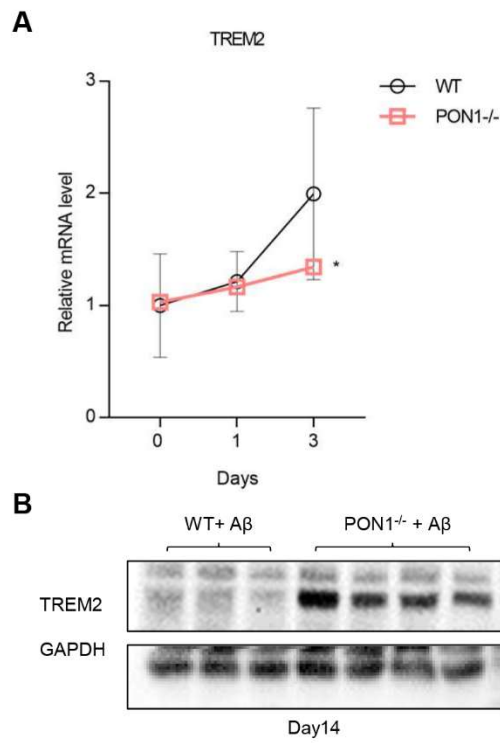 A
TREM2
3
2
1
0
Relative mRNA level
0 1 3
Days
WT
PON1-/-
*
B
WT+ Aβ PON1-/- + Aβ
TREM2
GAPDH
Day14